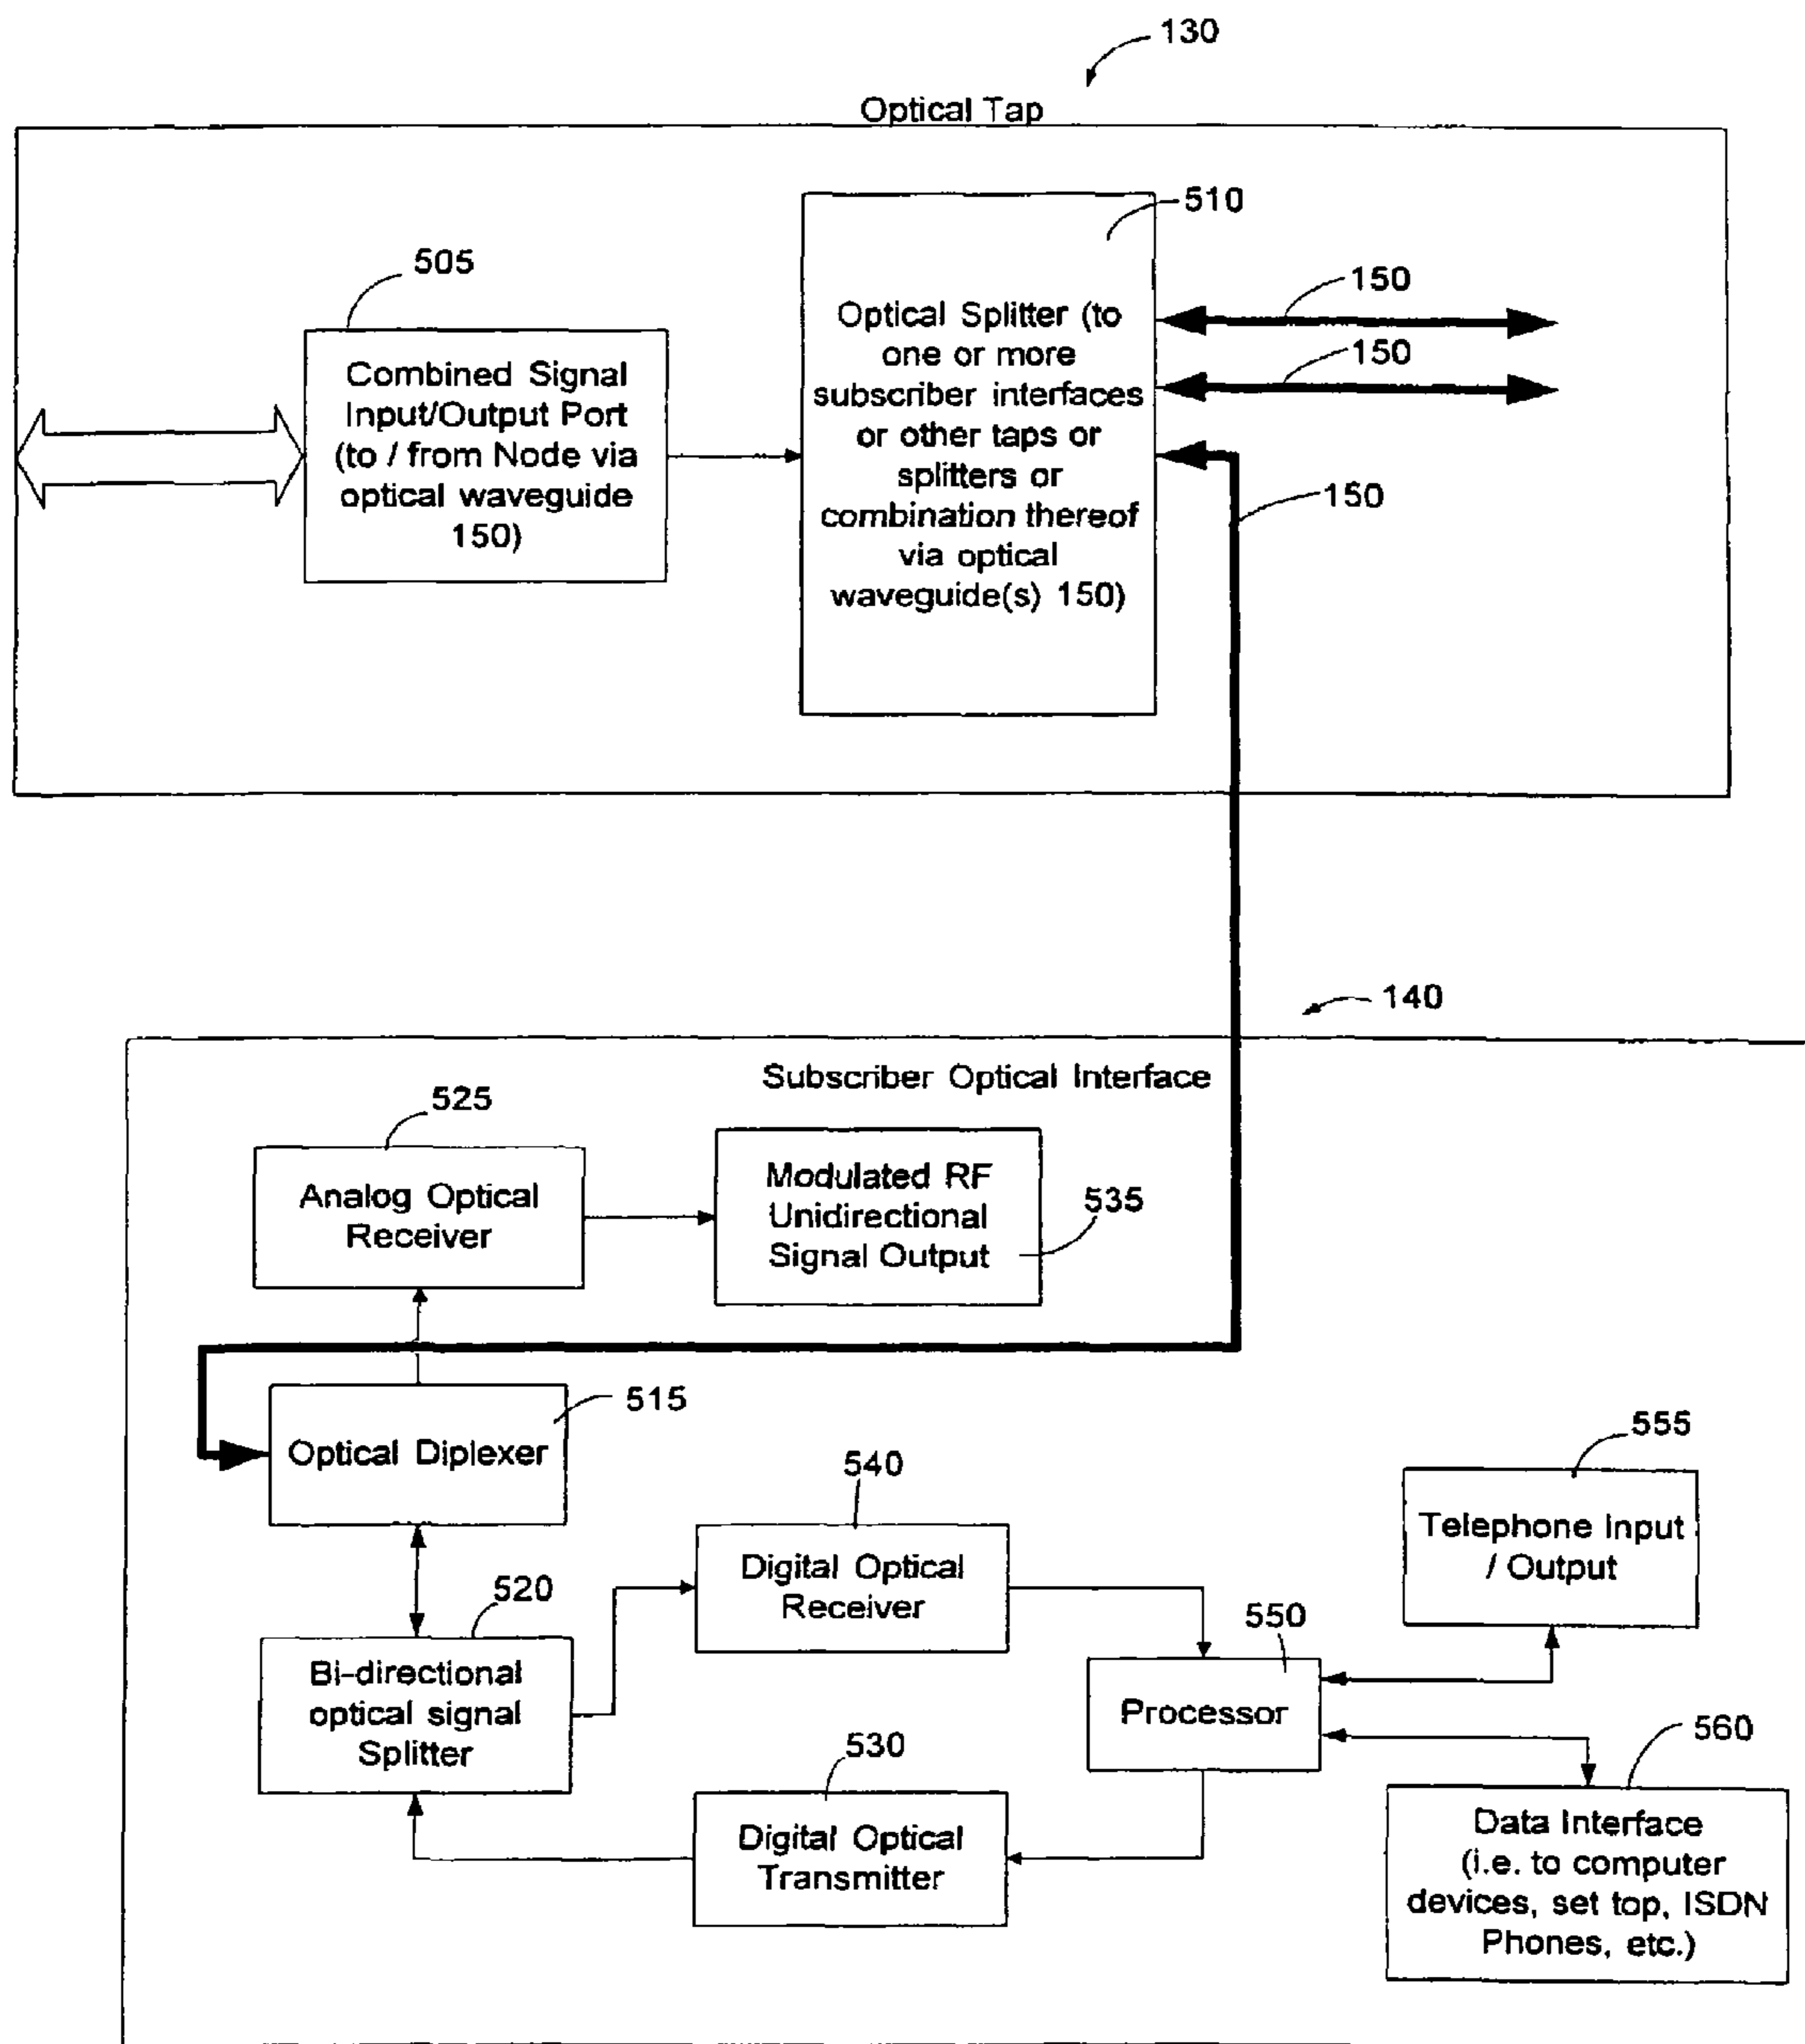 130
Optical Tap
510
505
150
Combined Signal
Input/Output Port
(to / from Node via
optical waveguide
150)
Optical Splitter (to
one or more
subscriber interfaces
or other taps or
splitters or
combination thereof
via optical
waveguide(s) 150)
150
150
140
Subscriber Optical Interface
525
Analog Optical
Receiver
Modulated RF
Unidirectional
Signal Output
535
515
Optical Diplexer
540
555
Digital Optical
Receiver
Telephone Input
/ Output
520
Bi-directional
optical signal
Splitter
550
Processor
530
Digital Optical
Transmitter
560
Data Interface
(i.e. to computer
devices, set top, ISDN
Phones, etc.)